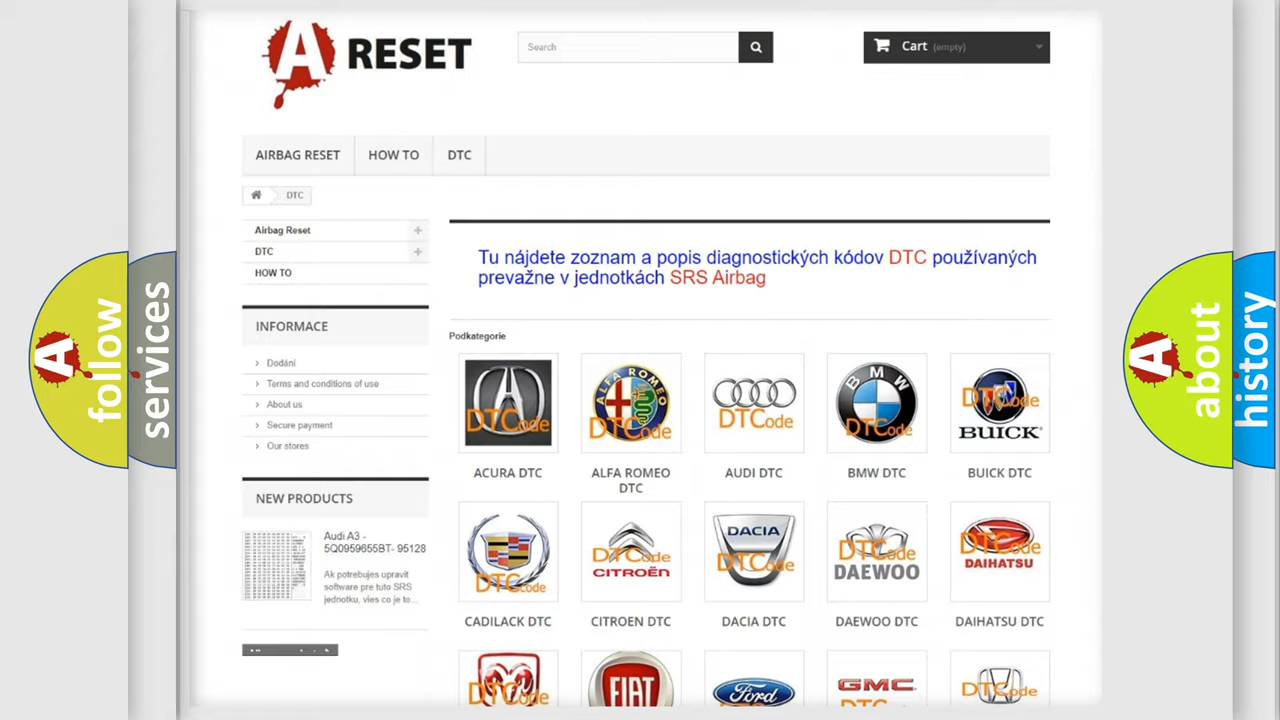 A RESET
Search
Cart (empty)
AIRBAG RESET
HOW TO
DTC
DTC
Airbag Reset
DTC
HOW TO
INFORMACE
Dodání
Terms and conditions of use
About us
Secure payment
Our stores
NEW PRODUCTS
Audi A3 -
5Q0959655BT- 95128
Ak potrebujes upravit
software pre tuto SRS
jednotku, vies co je to...
Tu nájdete zoznam a popis diagnostických kódov DTC používaných
prevažne v jednotkách SRS Airbag
Podkategorie
DTCode
ALFA ROMEO
DTCode
DTCode
BMW
DTCode
DTCode
BUICK
ACURA DTC
ALFA ROMEO
DTC
AUDI DTC
BMW DTC
BUICK DTC
DTCode
DTCode
CITROËN
DACIA
DTCode
DTCode
DAEWOO
DTCode
DAIHATSU
CADILACK DTC
CITROEN DTC
DACIA DTC
DAEWOO DTC
DAIHATSU DTC
DTCode
FIAT
Ford
GMC
DTCode
A follow
services
A about
history